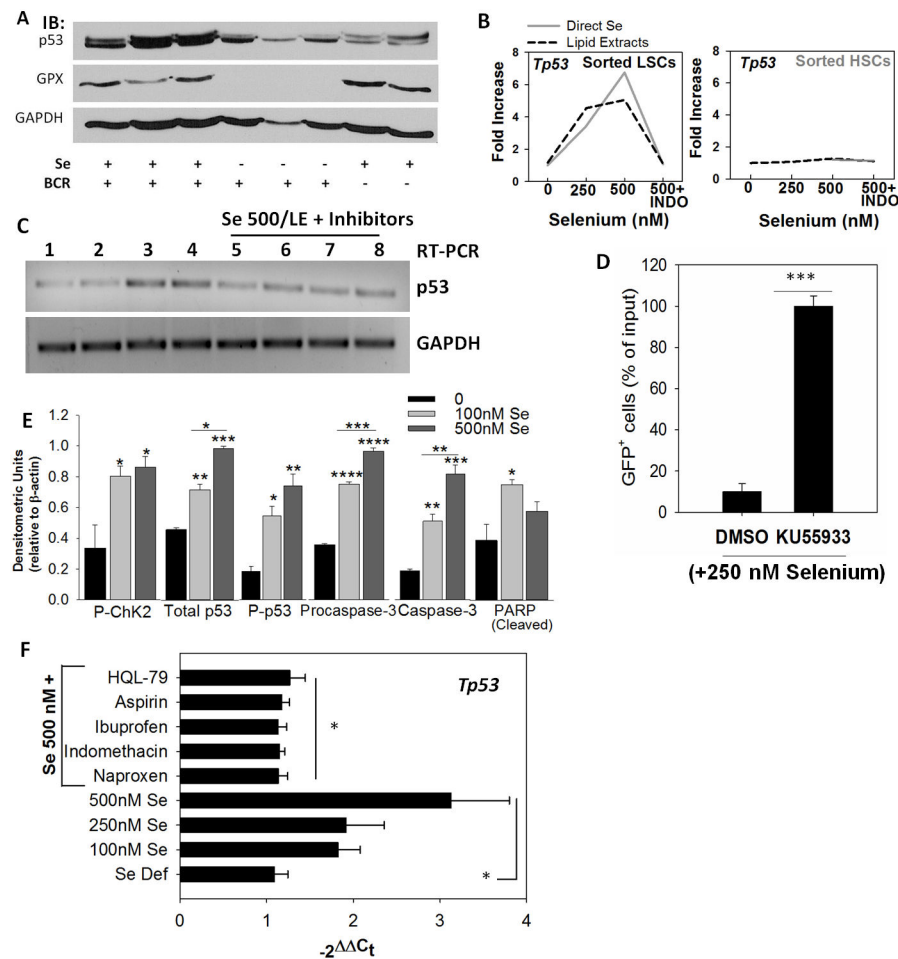 A
IB:
p53
GPX
GAPDH
Se + + + - - - + +
BCR + + + + + + - -
B
Direct Se
Lipid Extracts
Tp53 Sorted LSCs
Fold Increase
8
6
4
2
0
0 250 500 500+
INDO
Selenium (nM)
Tp53 Sorted HSCs
Fold Increase
8
6
4
2
0
0 250 500 500+
INDO
Selenium (nM)
C
Se 500/LE + Inhibitors
1 2 3 4 5 6 7 8 RT-PCR
p53
GAPDH
D
GFP+ cells (% of input)
120
100
80
60
40
20
0
***
DMSO KU55933
(+250 nM Selenium)
E
0
100nM Se
500nM Se
Densitometric Units
(relative to β-actin)
1.2
1.0
0.8
0.6
0.4
0.2
0.0
* *
* ** ***
* **
*** **** ****
** ** ***
*
P-ChK2 Total p53 P-p53 Procaspase-3 Caspase-3 PARP
(Cleaved)
F
Tp53
Se 500 nM +
HQL-79
Aspirin
Ibuprofen
Indomethacin
Naproxen
500nM Se
250nM Se
100nM Se
Se Def
*
*
0 1 2 3 4
-2ΔΔCt